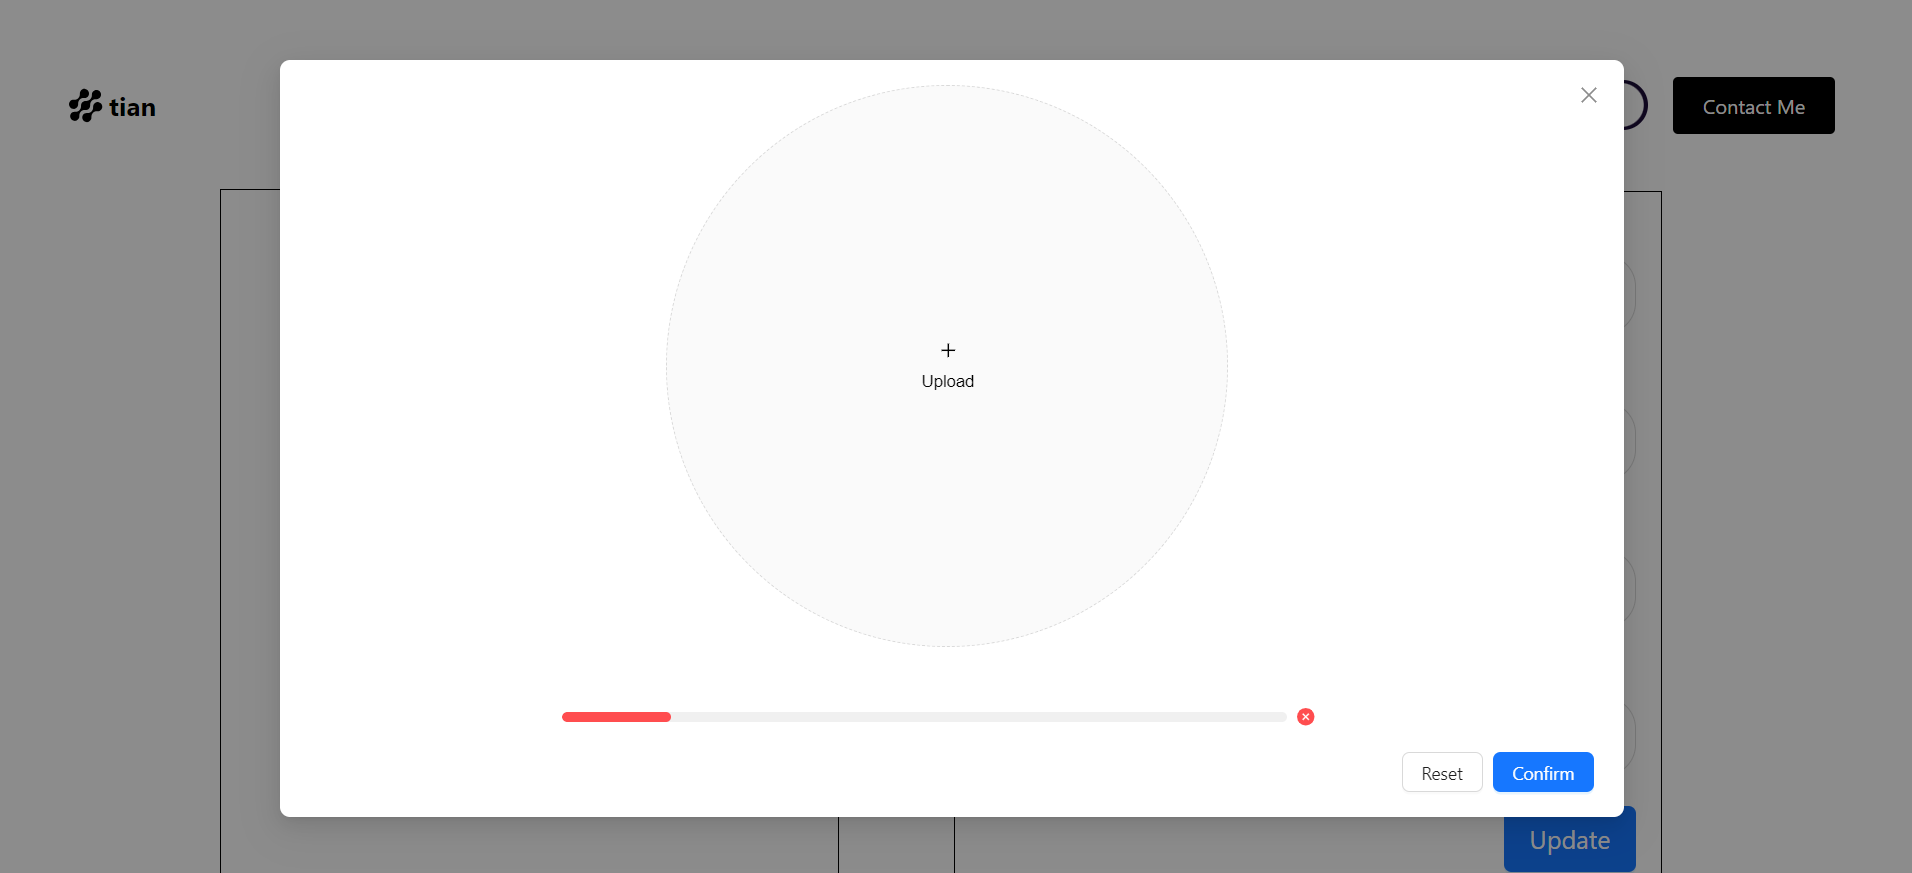 tian
Contact Me
Upload
Reset
Confirm
Update